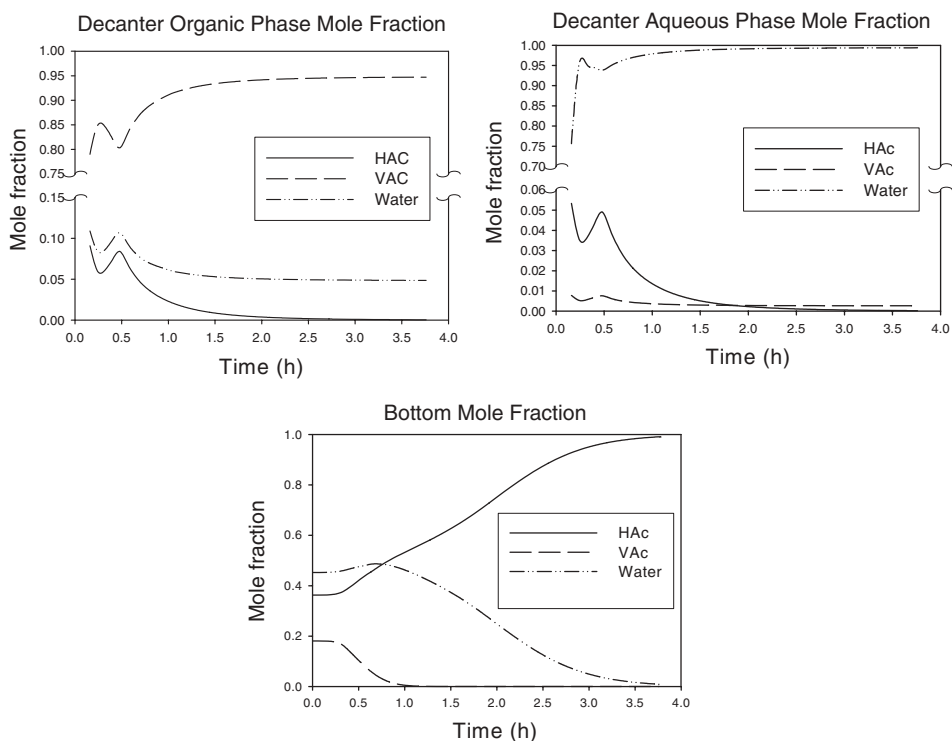 Decanter Organic Phase Mole Fraction
Mole fraction
1.00
0.95
0.90
0.85
0.80
0.75
0.15
0.10
0.05
0.00
HAC
VAC
Water
0.0 0.5 1.0 1.5 2.0 2.5 3.0 3.5 4.0
Time (h)
Decanter Aqueous Phase Mole Fraction
Mole fraction
1.00
0.95
0.90
0.85
0.80
0.75
0.70
0.06
0.05
0.04
0.03
0.02
0.01
0.00
HAc
VAc
Water
0.0 0.5 1.0 1.5 2.0 2.5 3.0 3.5 4.0
Time (h)
Bottom Mole Fraction
Mole fraction
1.0
0.8
0.6
0.4
0.2
0.0
HAc
VAc
Water
0.0 0.5 1.0 1.5 2.0 2.5 3.0 3.5 4.0
Time (h)